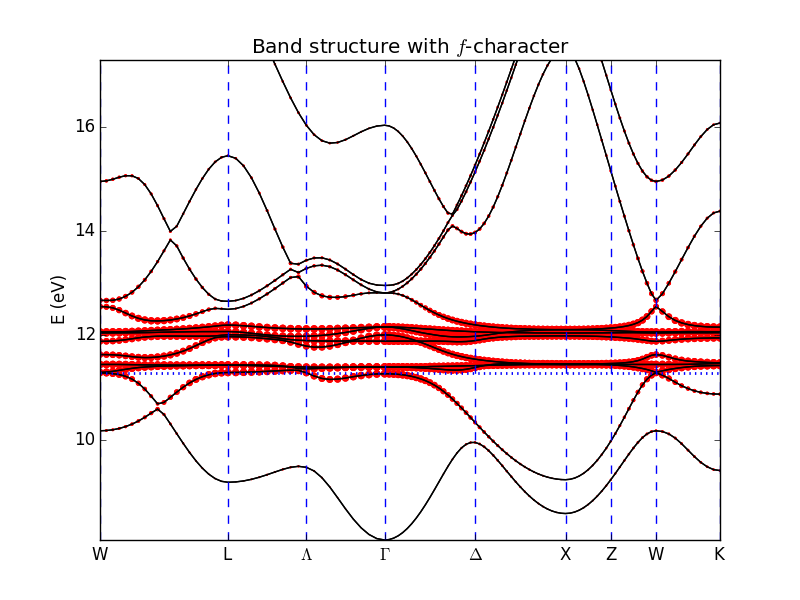 Band structure with f-character
E (eV)
16
14
12
10
W L Λ Γ Δ X Z W K